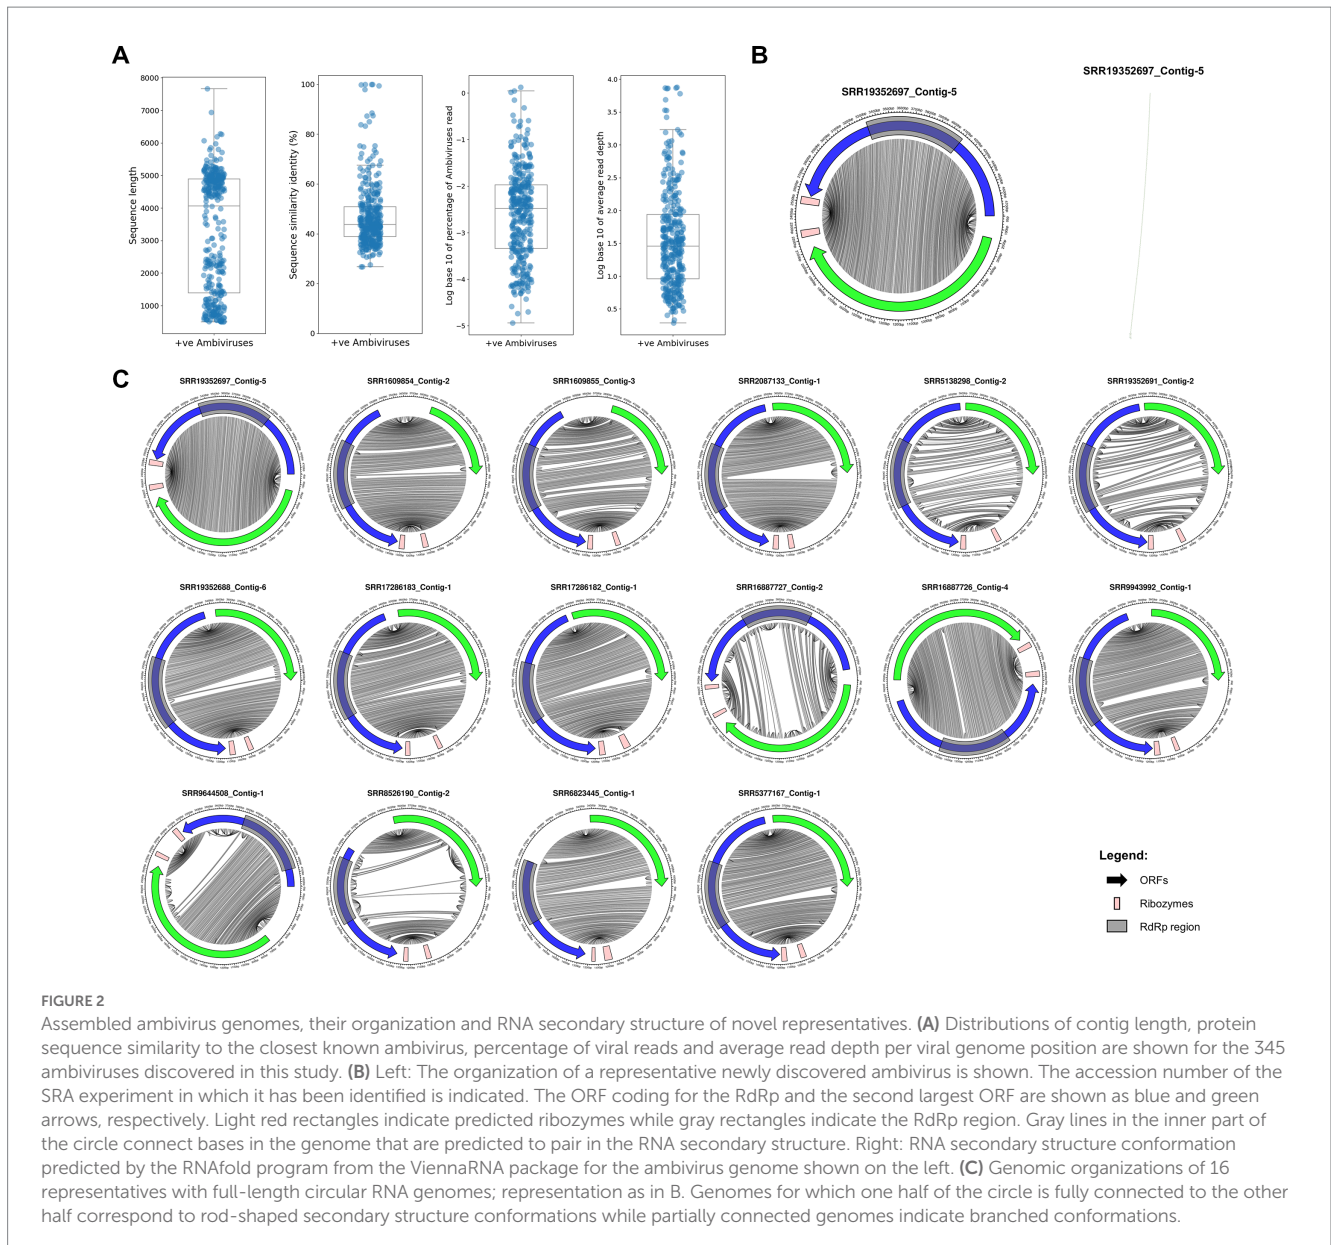 A
B
8000
7000
6000
5000
4000
3000
2000
1000
Sequence length
+ve Ambiviruses
100
80
60
40
20
0
Sequence similarity identity (%)
+ve Ambiviruses
0
−1
−2
−3
−4
−5
Log base 10 of percentage of Ambiviruses read
+ve Ambiviruses
4.0
3.5
3.0
2.5
2.0
1.5
1.0
0.5
Log base 10 of average read depth
+ve Ambiviruses
SRR19352697_Contig-5
SRR19352697_Contig-5
C
SRR19352697_Contig-5
SRR1609854_Contig-2
SRR1609855_Contig-3
SRR2087133_Contig-1
SRR5138298_Contig-2
SRR19352691_Contig-2
SRR19352688_Contig-6
SRR17286183_Contig-1
SRR17286182_Contig-1
SRR16887727_Contig-2
SRR16887726_Contig-4
SRR9943992_Contig-1
SRR9644508_Contig-1
SRR8526190_Contig-2
SRR6823445_Contig-1
SRR5377167_Contig-1
Legend:
ORFs
Ribozymes
RdRp region
FIGURE 2
Assembled ambivirus genomes, their organization and RNA secondary structure of novel representatives. (A) Distributions of contig length, protein
sequence similarity to the closest known ambivirus, percentage of viral reads and average read depth per viral genome position are shown for the 345
ambiviruses discovered in this study. (B) Left: The organization of a representative newly discovered ambivirus is shown. The accession number of the
SRA experiment in which it has been identified is indicated. The ORF coding for the RdRp and the second largest ORF are shown as blue and green
arrows, respectively. Light red rectangles indicate predicted ribozymes while gray rectangles indicate the RdRp region. Gray lines in the inner part of
the circle connect bases in the genome that are predicted to pair in the RNA secondary structure. Right: RNA secondary structure conformation
predicted by the RNAfold program from the ViennaRNA package for the ambivirus genome shown on the left. (C) Genomic organizations of 16
representatives with full-length circular RNA genomes; representation as in B. Genomes for which one half of the circle is fully connected to the other
half correspond to rod-shaped secondary structure conformations while partially connected genomes indicate branched conformations.